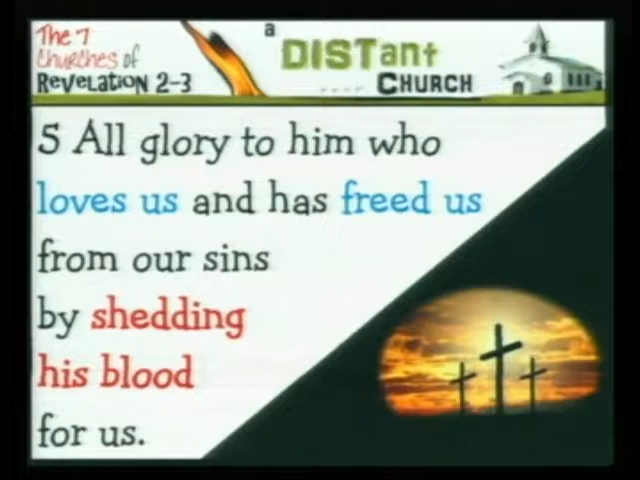 The 7
Churches of
Revelation 2-3
a
DISTant
CHURCH
5 All glory to him who
loves us and has freed us
from our sins
by shedding
his blood
for us.